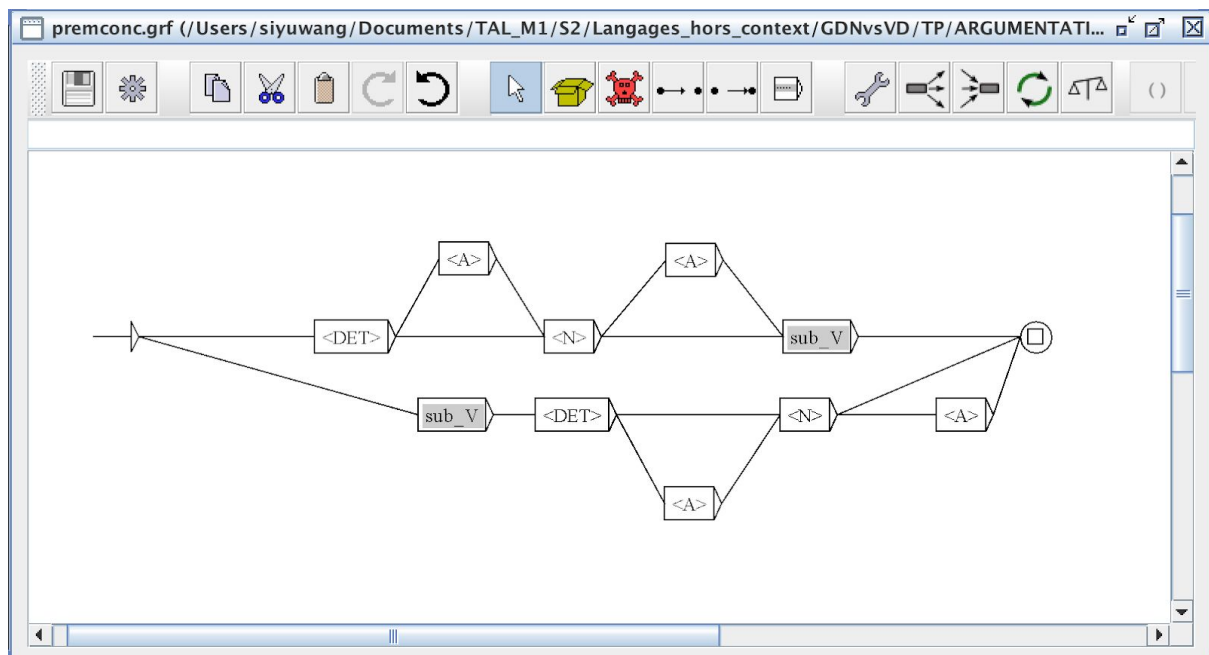 premconc.grf (/Users/siyuwang/Documents/TAL_M1/S2/Langages_hors_context/GDNvsVD/TP/ARGUMENTATI...
( )
<A> <A>
<DET> <N> sub_V
sub_V <DET> <N> <A>
<A>